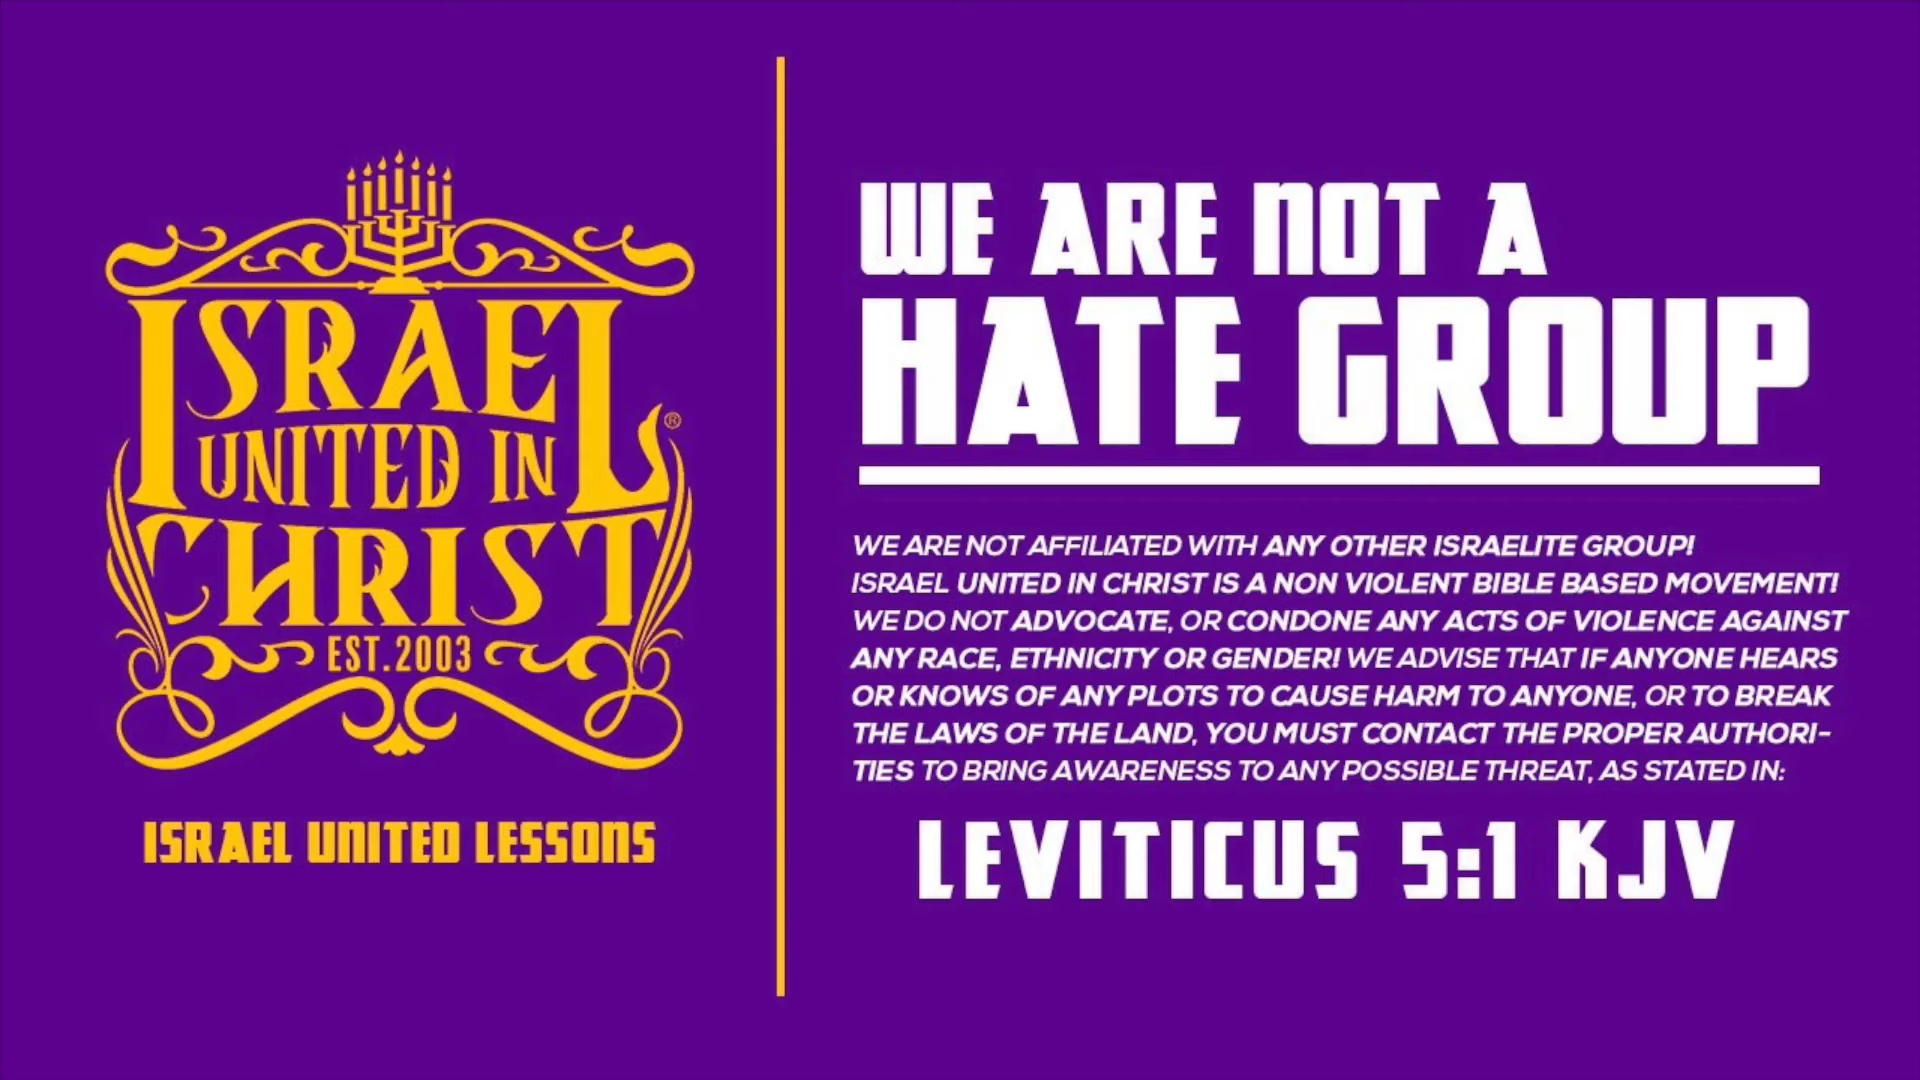 ISRAEL
UNITED IN
CHRIST
®
EST.2003
ISRAEL UNITED LESSONS
WE ARE NOT A
HATE GROUP
WE ARE NOT AFFILIATED WITH ANY OTHER ISRAELITE GROUP!
ISRAEL UNITED IN CHRIST IS A NON VIOLENT BIBLE BASED MOVEMENT!
WE DO NOT ADVOCATE, OR CONDONE ANY ACTS OF VIOLENCE AGAINST
ANY RACE, ETHNICITY OR GENDER! WE ADVISE THAT IF ANYONE HEARS
OR KNOWS OF ANY PLOTS TO CAUSE HARM TO ANYONE, OR TO BREAK
THE LAWS OF THE LAND, YOU MUST CONTACT THE PROPER AUTHORI-
TIES TO BRING AWARENESS TO ANY POSSIBLE THREAT, AS STATED IN:
LEVITICUS 5:1 KJV